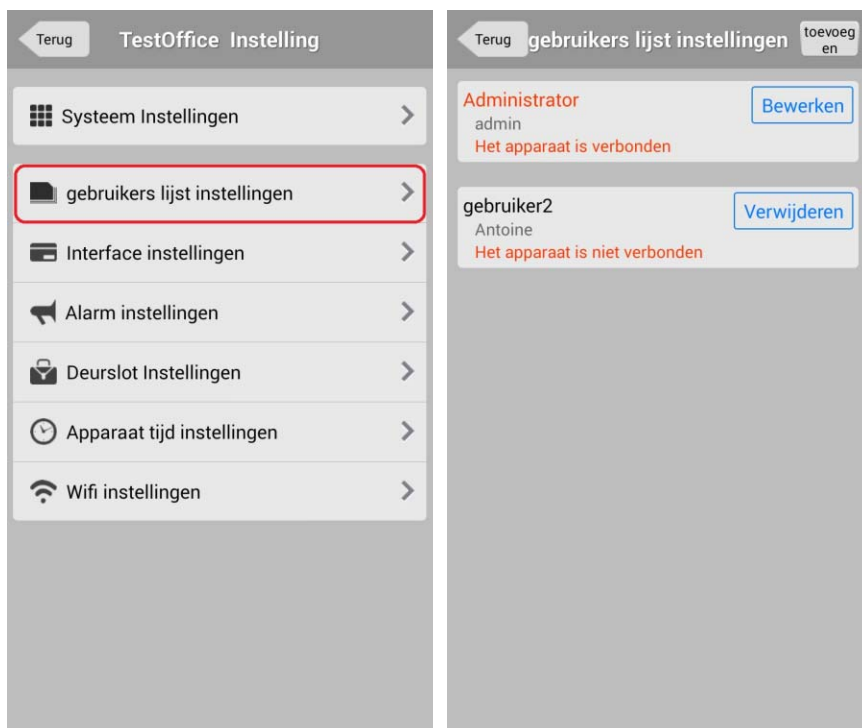 Terug
TestOffice Instelling
Systeem Instellingen
gebruikers lijst instellingen
Interface instellingen
Alarm instellingen
Deurslot Instellingen
Apparaat tijd instellingen
Wifi instellingen
Terug
gebruikers lijst instellingen
toevoeg
en
Administrator
Bewerken
admin
Het apparaat is verbonden
gebruiker2
Verwijderen
Antoine
Het apparaat is niet verbonden